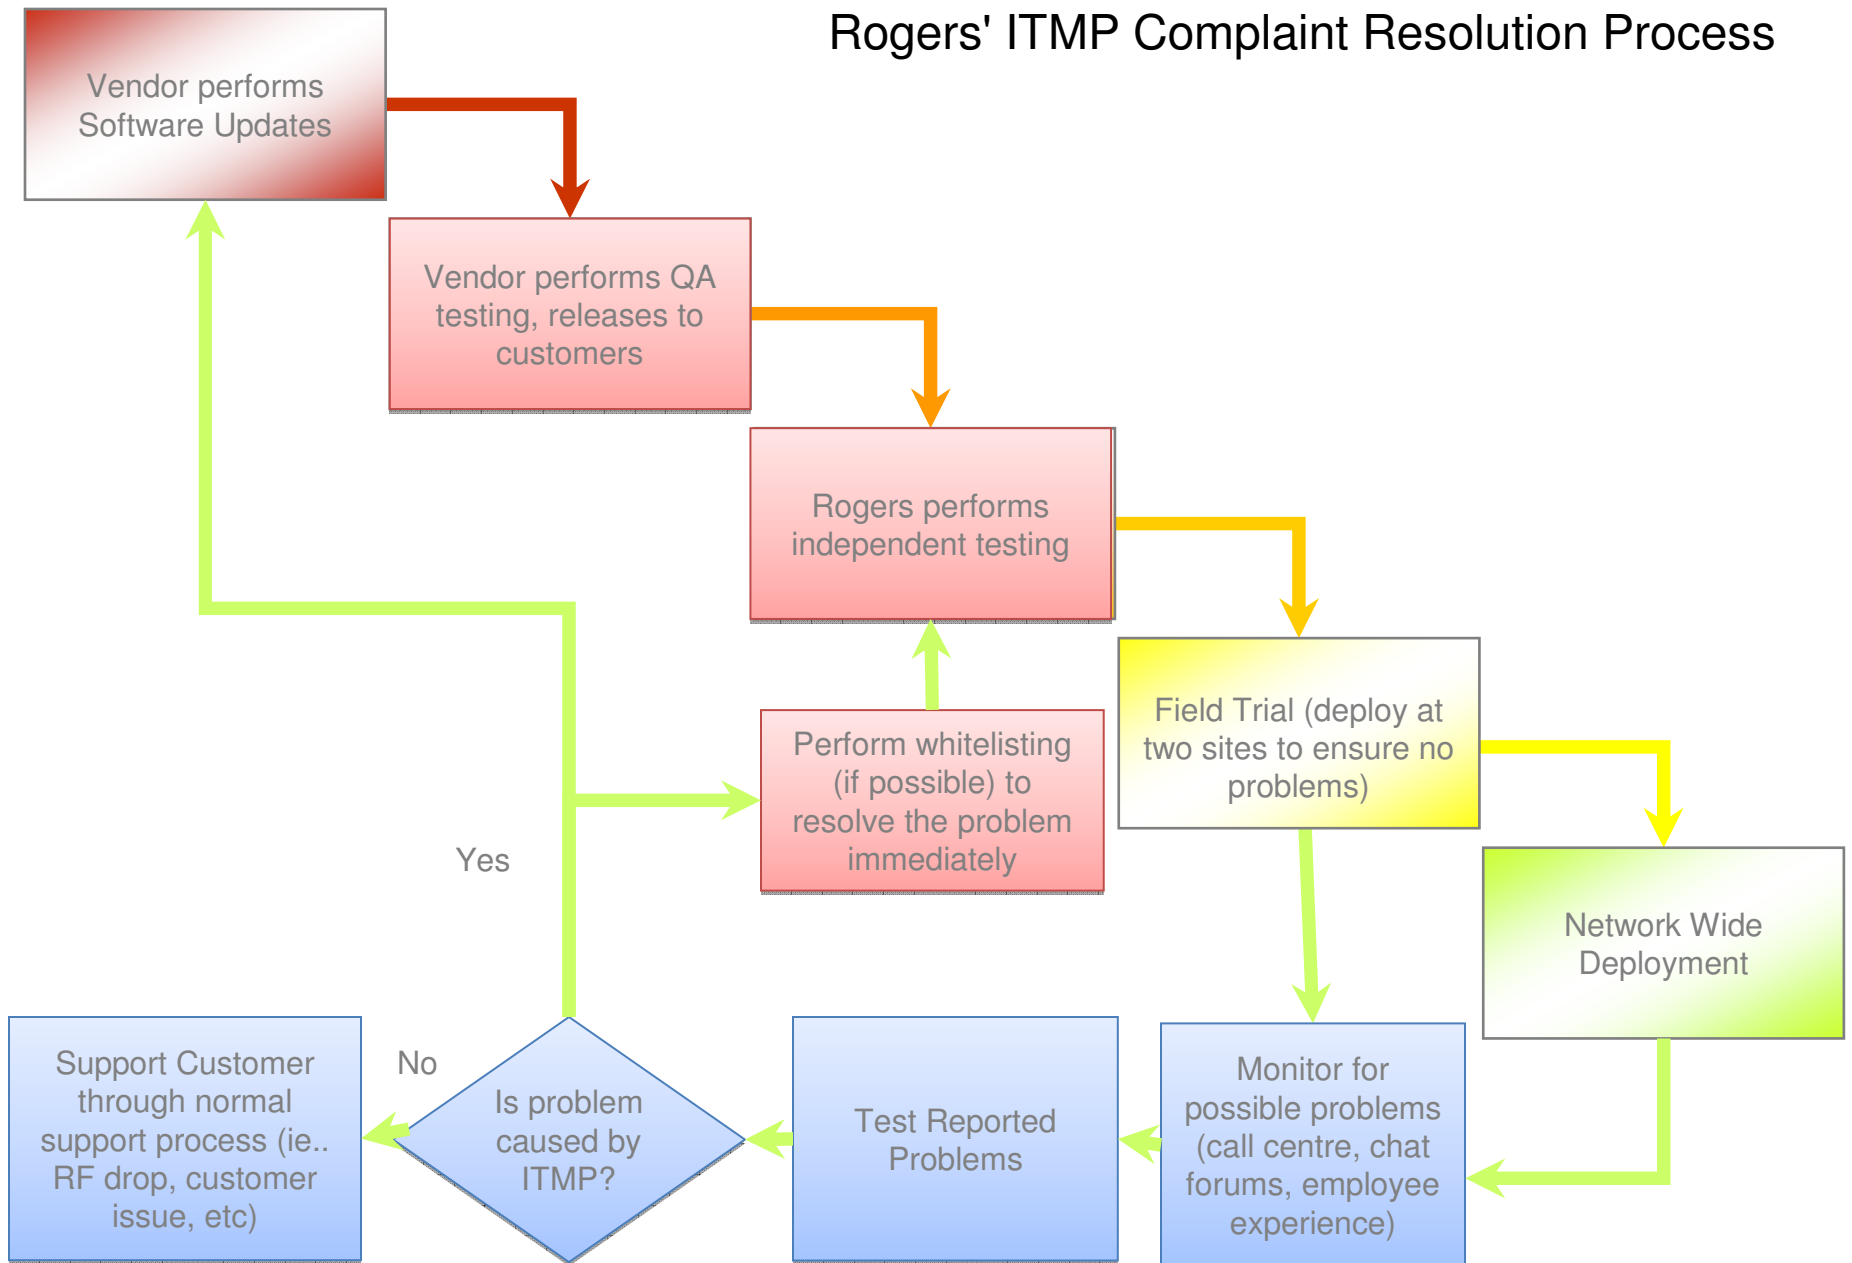 Rogers' ITMP Complaint Resolution Process
Vendor performs
Software Updates
Vendor performs QA
testing, releases to
customers
Rogers performs
independent testing
Field Trial (deploy at
two sites to ensure no
problems)
Perform whitelisting
(if possible) to
resolve the problem
immediately
Yes
Network Wide
Deployment
Support Customer
through normal
support process (ie..
RF drop, customer
issue, etc)
No
Is problem
caused by
ITMP?
Test Reported
Problems
Monitor for
possible problems
(call centre, chat
forums, employee
experience)